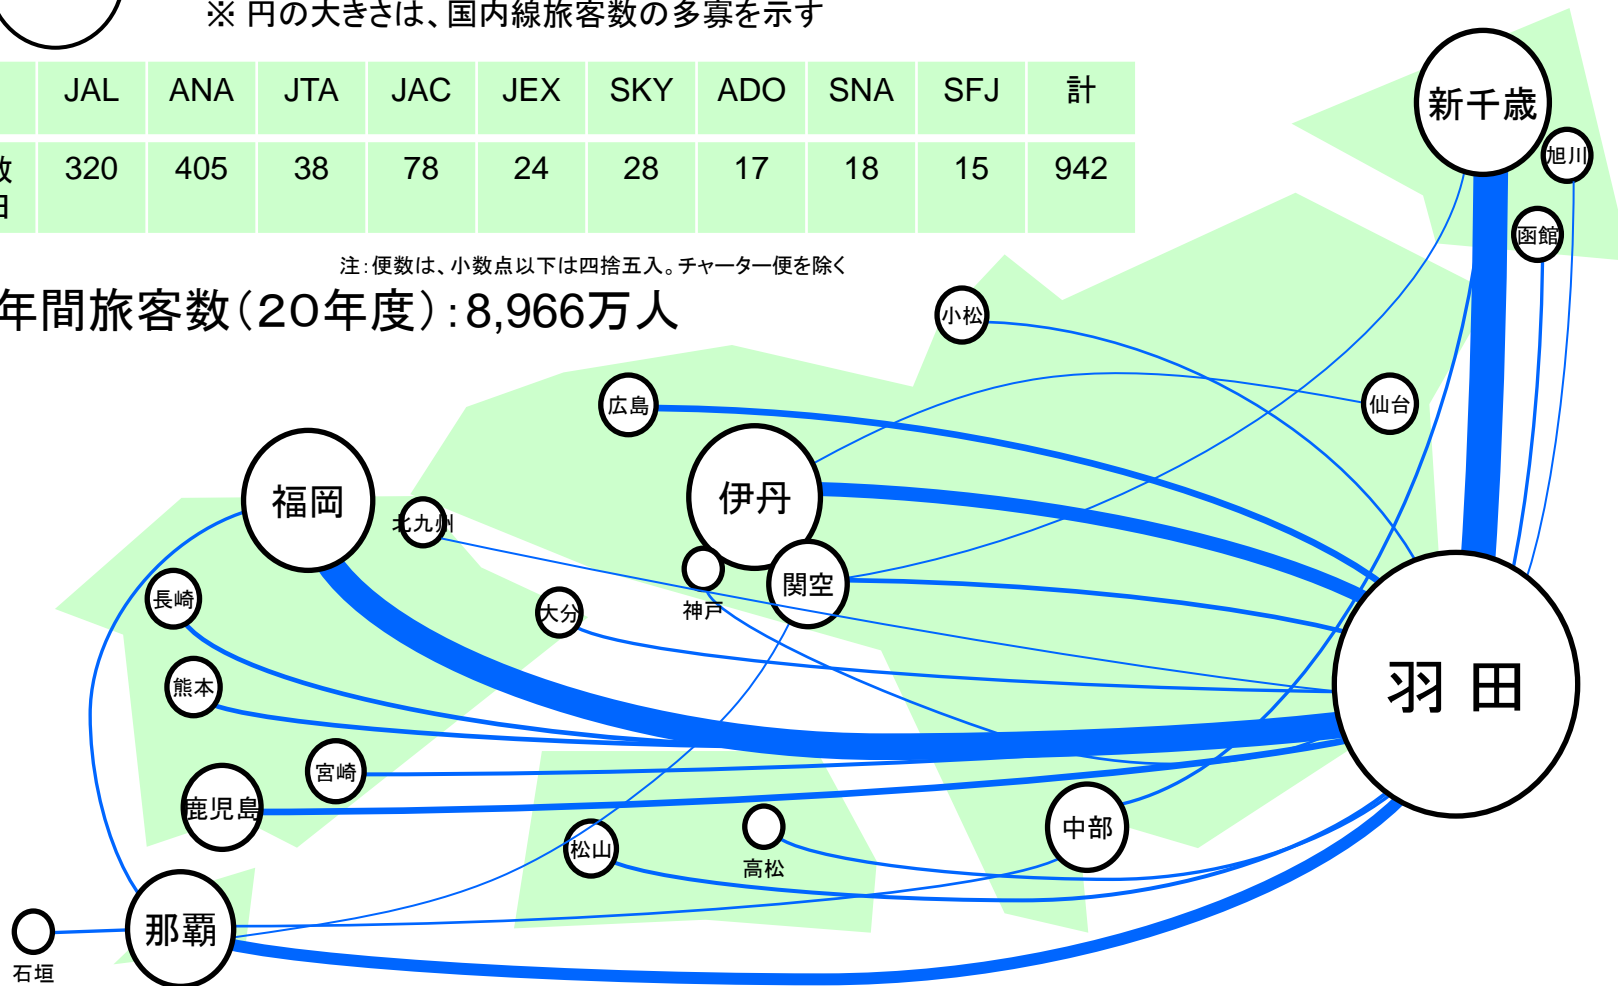 ※ 円の大きさは、国内線旅客数の多寡を示す
JAL ANA JTA JAC JEX SKY ADO SNA SFJ 計
数 320 405 38 78 24 28 17 18 15 942
注:便数は、小数点以下は四捨五入。チャーター便を除く
年間旅客数(20年度):8,966万人
新千歳
旭川
函館
小松
仙台
広島
伊丹
福岡
北九州
関空
神戸
長崎
大分
熊本
羽 田
宮崎
鹿児島
中部
松山
高松
那覇
石垣